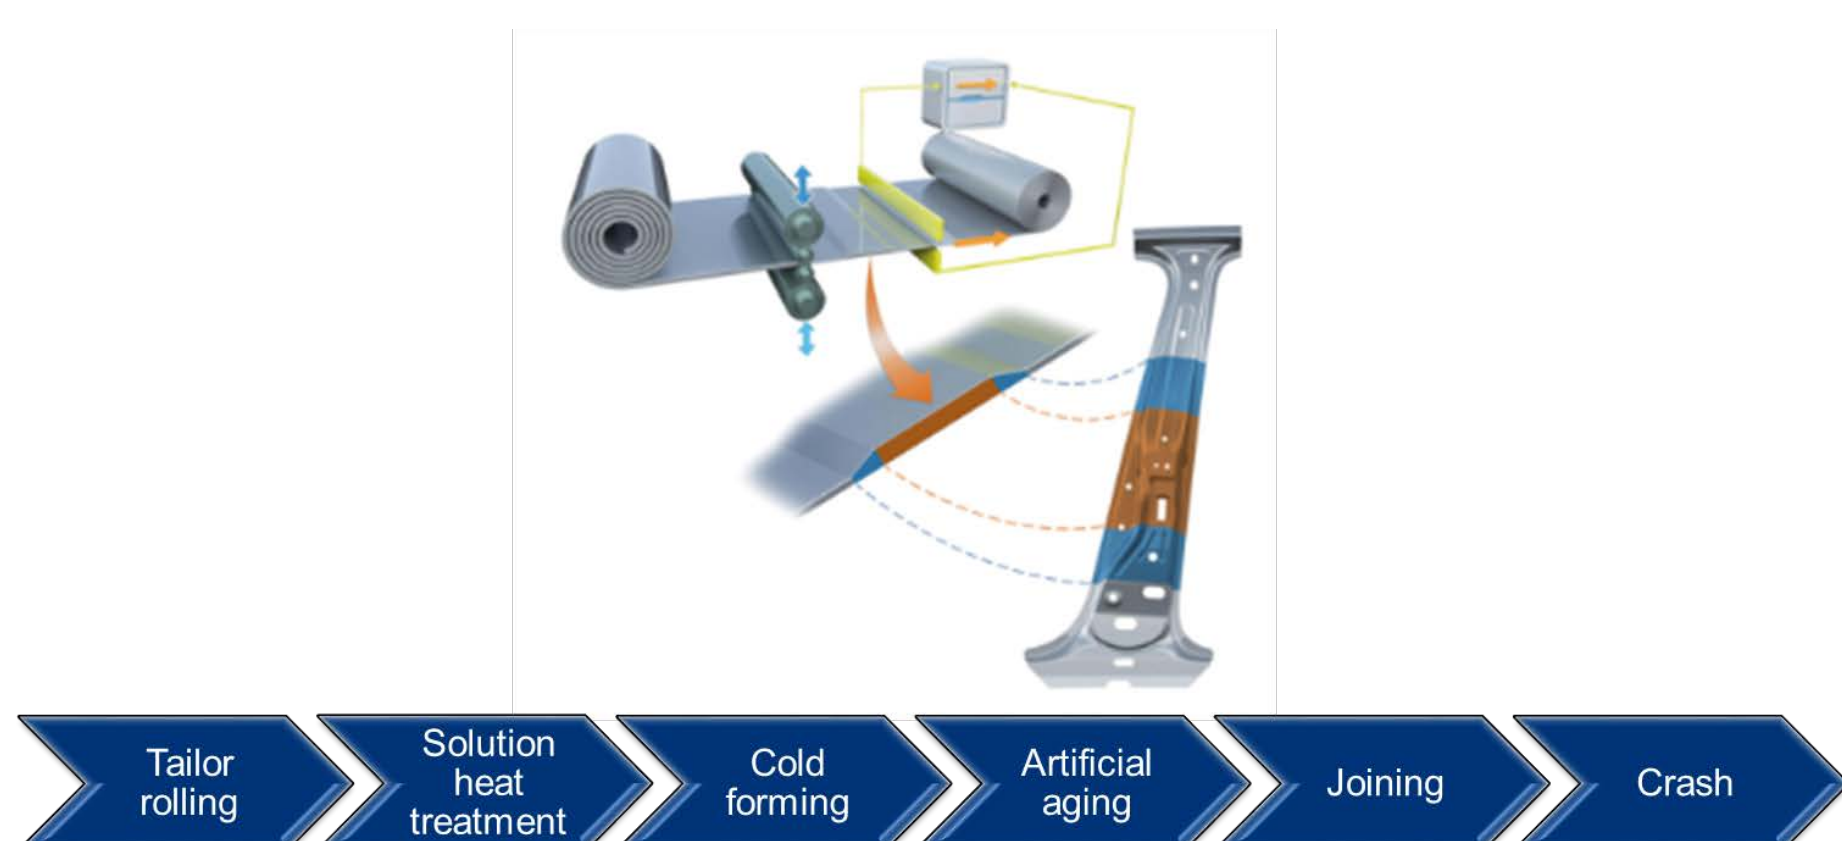 Tailor
rolling
Solution
heat
treatment
Cold
forming
Artificial
aging
Joining
Crash